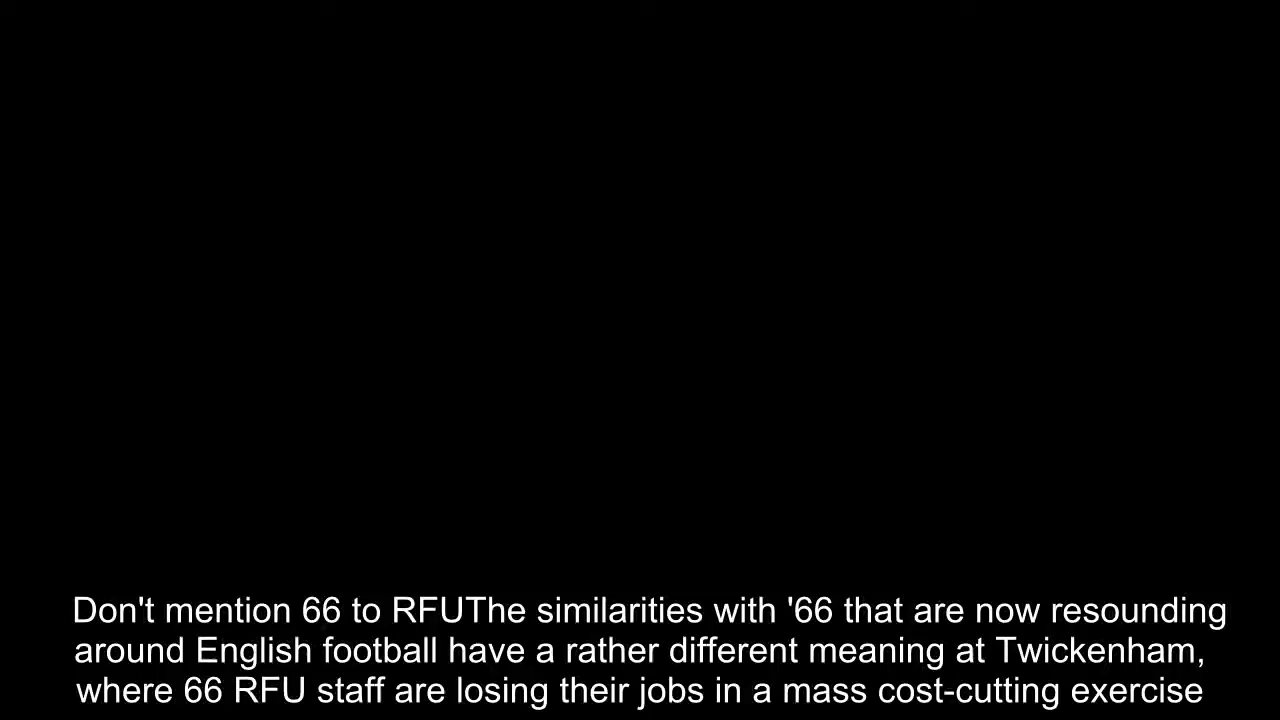 Don't mention 66 to RFUThe similarities with '66 that are now resounding
around English football have a rather different meaning at Twickenham,
where 66 RFU staff are losing their jobs in a mass cost-cutting exercise